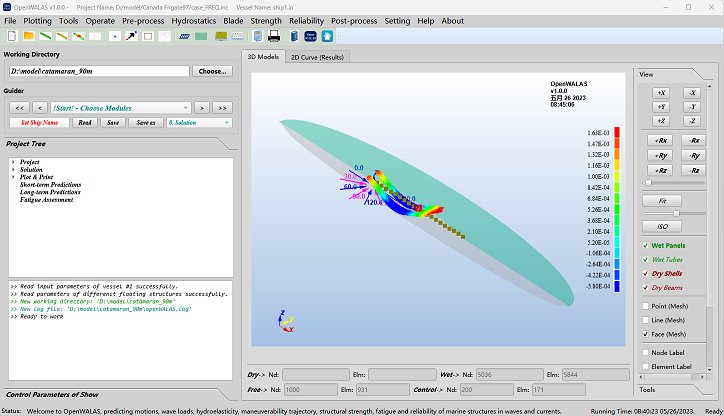 OpenWALAS v1.0.0 - Project Name: D:/model/Canada Frigate97/case_FREQ.inj; Vessel Name: ship1.in
File Plotting Tools Operate Pre-process Hydrostatics Blade Strength Reliability Post-process Setting Help About
Working Directory
D:\model\catamaran_90m Choose...
Guider
<< < !Start! - Choose Modules > >>
Set Ship Name Read Save Save as 0. Solution
Project Tree
Project
Solution
Plot & Print
Short-term Predictions
Long-term Predictions
Fatigue Assessment
>> Read input parameters of vessel #1 successfully.
>> Read parameters of different floating structures successfully.
>> New working directory: 'D:\model\catamaran_90m'
>> New log file: 'D:\model\catamaran_90m\openWALAS.log'
>> Ready to work
Control Parameters of Show
3D Models 2D Curve (Results)
OpenWALAS
v1.0.0
五月 26 2023
08:45:06
0.0
30.0
60.0
90.0
120.0
1.63E-03
1.47E-03
1.32E-03
1.16E-03
1.00E-03
8.42E-04
6.84E-04
5.26E-04
3.68E-04
2.10E-04
5.20E-05
-1.06E-04
-2.64E-04
-4.22E-04
-5.80E-04
Z
Y
X
Dry-> Nd: Elm: Wet-> Nd: 5036 Elm: 5844
Free-> Nd: 1000 Elm: 931 Control-> Nd: 200 Elm: 171
View
+X -X
+Y -Y
+Z -Z
+Rx -Rx
+Ry -Ry
+Rz -Rz
Fit
ISO
Wet Panels
Wet Tubes
Dry Shells
Dry Beams
Point (Mesh)
Line (Mesh)
Face (Mesh)
Node Label
Element Label
Tools
Status: Welcome to OpenWALAS, predicting motions, wave loads, hydroelasticity, maneuverability trajectory, structural strength, fatigue and reliability of marine structures in waves and currents. Running Time: 08:40:23 05/26/2023. Ready